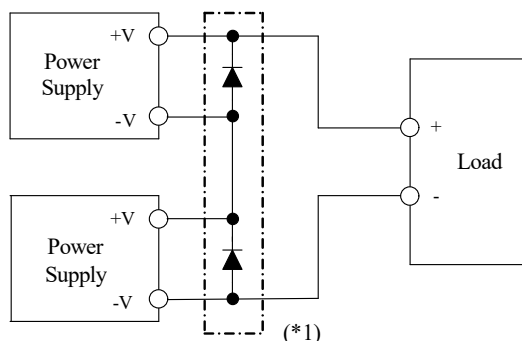 +V
Power
Supply
-V
+
Load
-
+V
Power
Supply
-V
(*1)